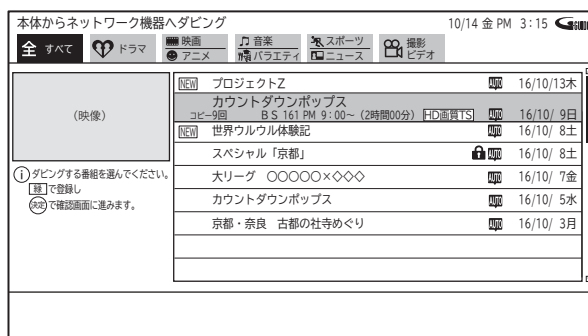 本体からネットワーク機器へダビング 10/14 金 PM 3:15
全 すべて ドラマ 映画 アニメ 音楽 バラエティ スポーツ ニュース 撮影 ビデオ
(映像)
ⓘダビングする番組を選んでください。
緑で登録し
決定で確認画面に進みます。
NEW プロジェクトZ 16/10/13木
カウントダウンポップス
コピー9回 BS 161 PM 9:00~(2時間00分) HD画質TS 16/10/ 9日
NEW 世界ウルウル体験記 16/10/ 8土
スペシャル「京都」 16/10/ 8土
大リーグ ○○○○○×◇◇◇ 16/10/ 7金
カウントダウンポップス 16/10/ 5水
京都・奈良 古都の社寺めぐり 16/10/ 3月